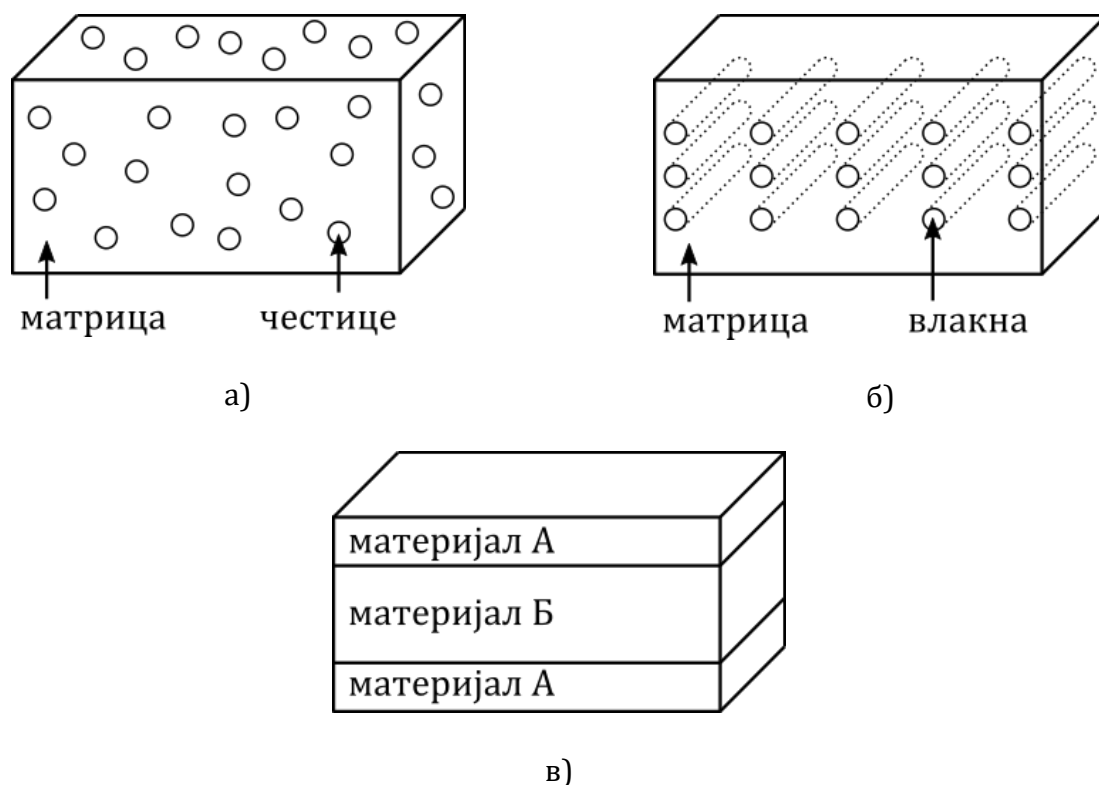 матрица честице
матрица влакна
а) б)
материјал А
материјал Б
материјал А
в)